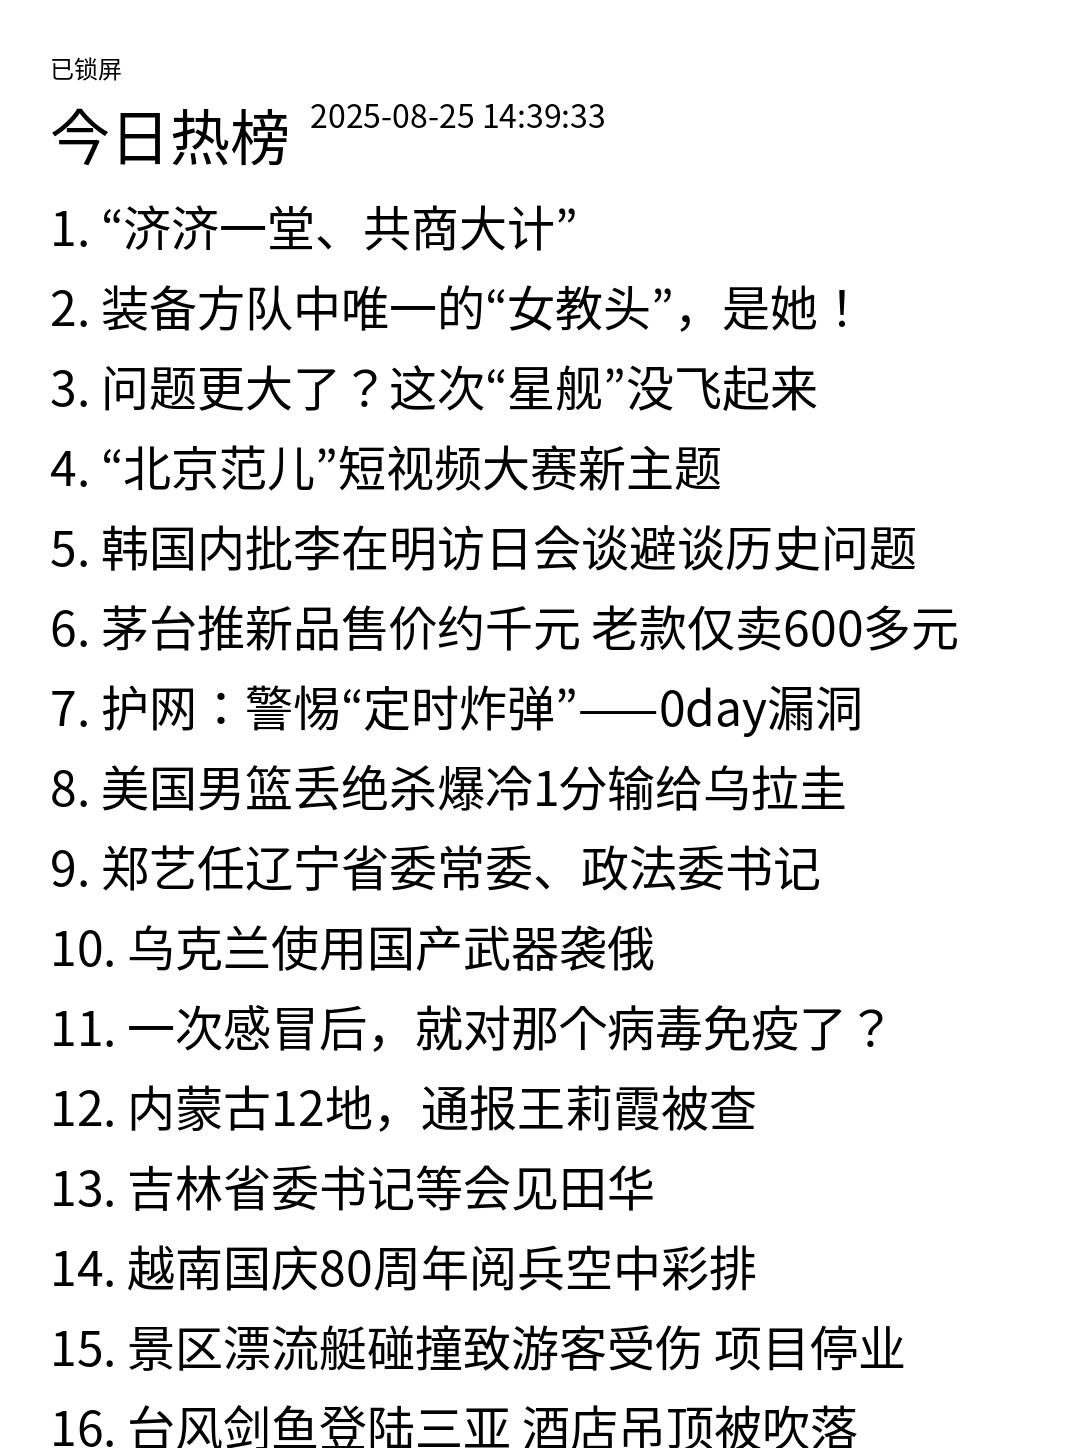 已锁屏
今日热榜 2025-08-25 14:39:33
1. “济济一堂、共商大计”
2. 装备方队中唯一的“女教头”，是她！
3. 问题更大了？这次“星舰”没飞起来
4. “北京范儿”短视频大赛新主题
5. 韩国内批李在明访日会谈避谈历史问题
6. 茅台推新品售价约千元 老款仅卖600多元
7. 护网：警惕“定时炸弹”——0day漏洞
8. 美国男篮丢绝杀爆冷1分输给乌拉圭
9. 郑艺任辽宁省委常委、政法委书记
10. 乌克兰使用国产武器袭俄
11. 一次感冒后，就对那个病毒免疫了？
12. 内蒙古12地，通报王莉霞被查
13. 吉林省委书记等会见田华
14. 越南国庆80周年阅兵空中彩排
15. 景区漂流艇碰撞致游客受伤 项目停业
16. 台风剑鱼登陆三亚 酒店吊顶被吹落